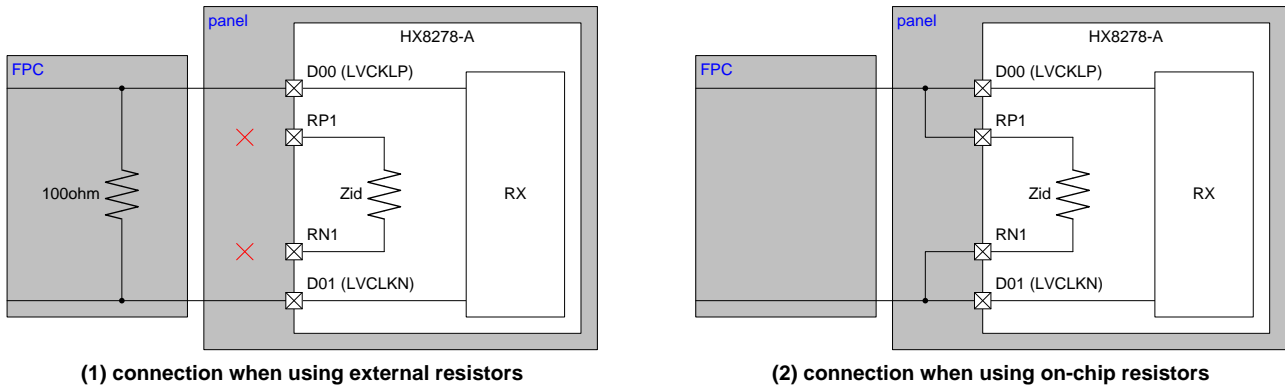 panel
HX8278-A
FPC
D00 (LVCKLP)
RP1
100ohm
Zid
RX
RN1
D01 (LVCLKN)
(1) connection when using external resistors
panel
HX8278-A
FPC
D00 (LVCKLP)
RP1
Zid
RX
RN1
D01 (LVCLKN)
(2) connection when using on-chip resistors